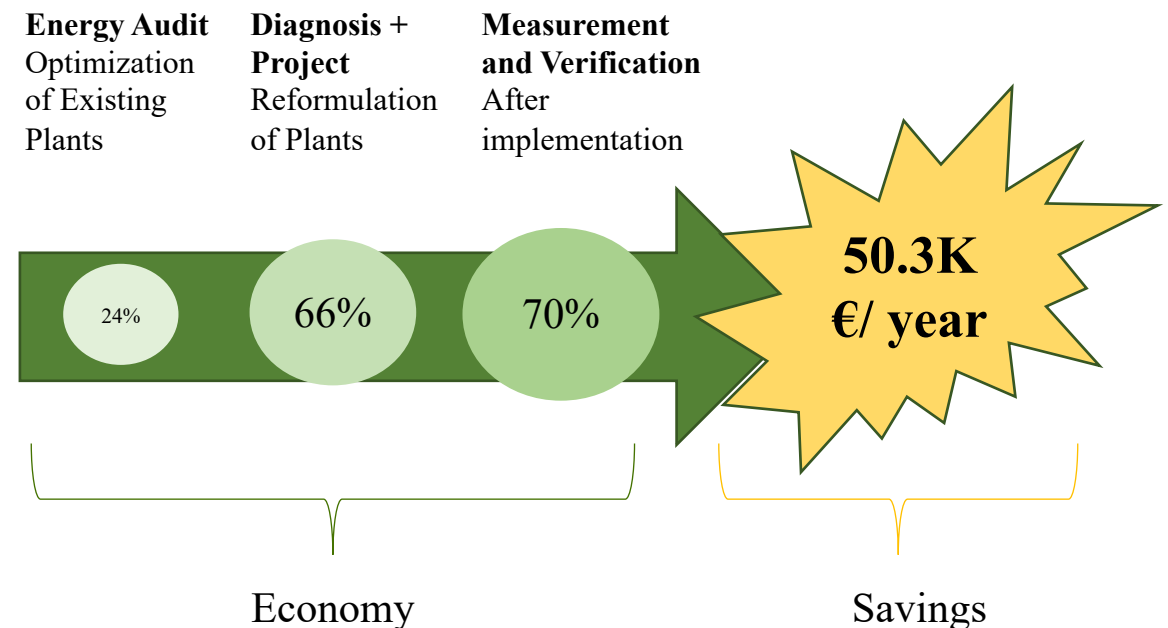 Energy Audit
Optimization
of Existing
Plants
Diagnosis +
Project
Reformulation
of Plants
Measurement
and Verification
After
implementation
24%
66%
70%
50.3K
€/ year
Economy
Savings